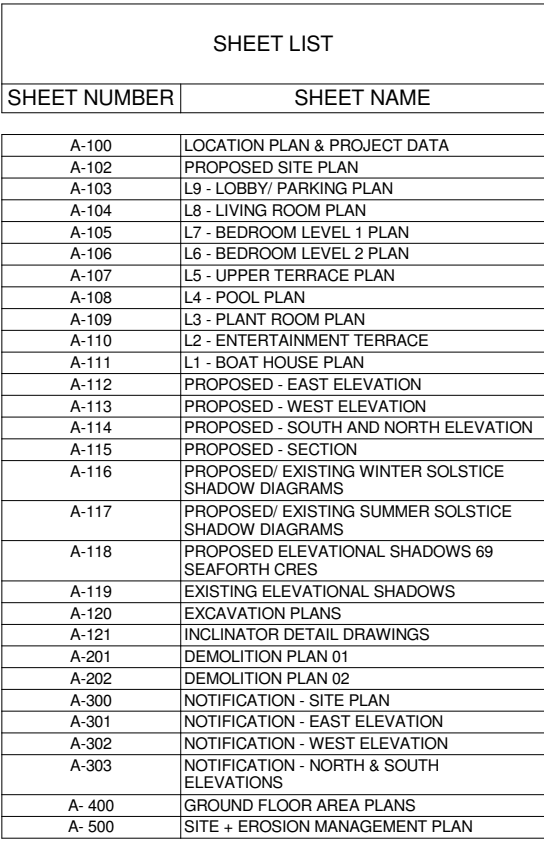 SHEET LIST
SHEET NUMBER SHEET NAME
A-100 LOCATION PLAN & PROJECT DATA
A-102 PROPOSED SITE PLAN
A-103 L9 - LOBBY/ PARKING PLAN
A-104 L8 - LIVING ROOM PLAN
A-105 L7 - BEDROOM LEVEL 1 PLAN
A-106 L6 - BEDROOM LEVEL 2 PLAN
A-107 L5 - UPPER TERRACE PLAN
A-108 L4 - POOL PLAN
A-109 L3 - PLANT ROOM PLAN
A-110 L2 - ENTERTAINMENT TERRACE
A-111 L1 - BOAT HOUSE PLAN
A-112 PROPOSED - EAST ELEVATION
A-113 PROPOSED - WEST ELEVATION
A-114 PROPOSED - SOUTH AND NORTH ELEVATION
A-115 PROPOSED - SECTION
A-116 PROPOSED/ EXISTING WINTER SOLSTICE
SHADOW DIAGRAMS
A-117 PROPOSED/ EXISTING SUMMER SOLSTICE
SHADOW DIAGRAMS
A-118 PROPOSED ELEVATIONAL SHADOWS 69
SEAFORTH CRES
A-119 EXISTING ELEVATIONAL SHADOWS
A-120 EXCAVATION PLANS
A-121 INCLINATOR DETAIL DRAWINGS
A-201 DEMOLITION PLAN 01
A-202 DEMOLITION PLAN 02
A-300 NOTIFICATION - SITE PLAN
A-301 NOTIFICATION - EAST ELEVATION
A-302 NOTIFICATION - WEST ELEVATION
A-303 NOTIFICATION - NORTH & SOUTH
ELEVATIONS
A- 400 GROUND FLOOR AREA PLANS
A- 500 SITE + EROSION MANAGEMENT PLAN